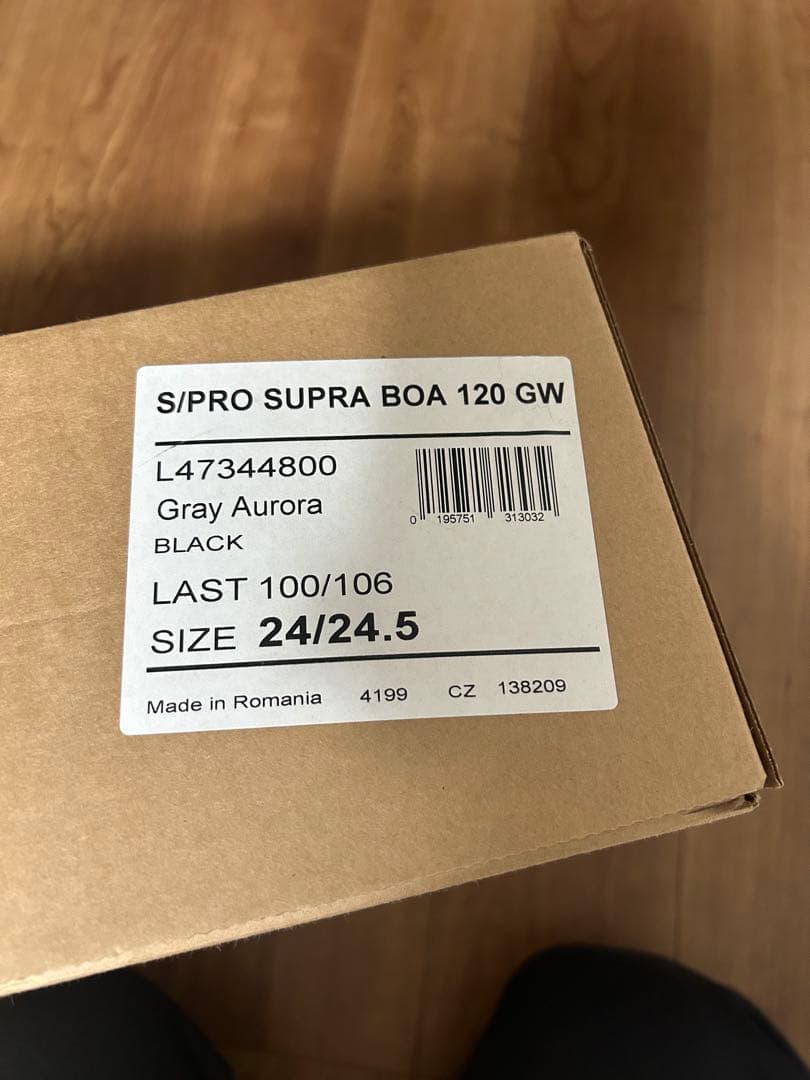 S/PRO SUPRA BOA 120 GW
L47344800
Gray Aurora
BLACK
0 195751 313032
LAST 100/106
SIZE 24/24.5
Made in Romania 4199 CZ 138209